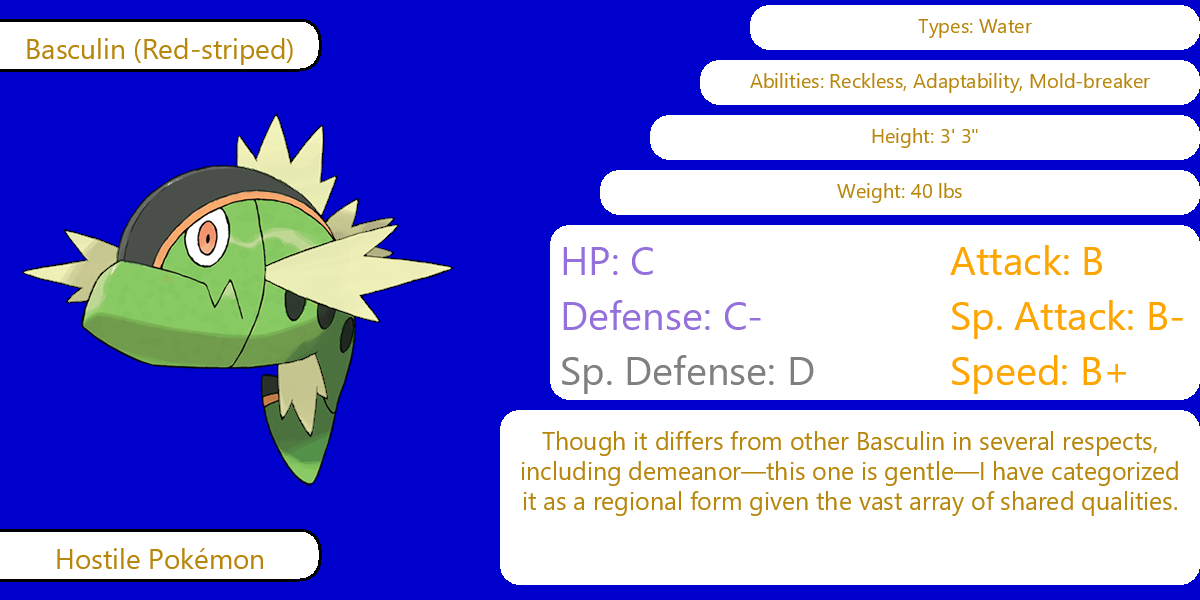 Basculin (Red-striped)
Types: Water
Abilities: Reckless, Adaptability, Mold-breaker
Height: 3' 3"
Weight: 40 lbs
HP: C
Attack: B
Defense: C-
Sp. Attack: B-
Sp. Defense: D
Speed: B+
Though it differs from other Basculin in several respects,
including demeanor—this one is gentle—I have categorized
it as a regional form given the vast array of shared qualities.
Hostile Pokémon